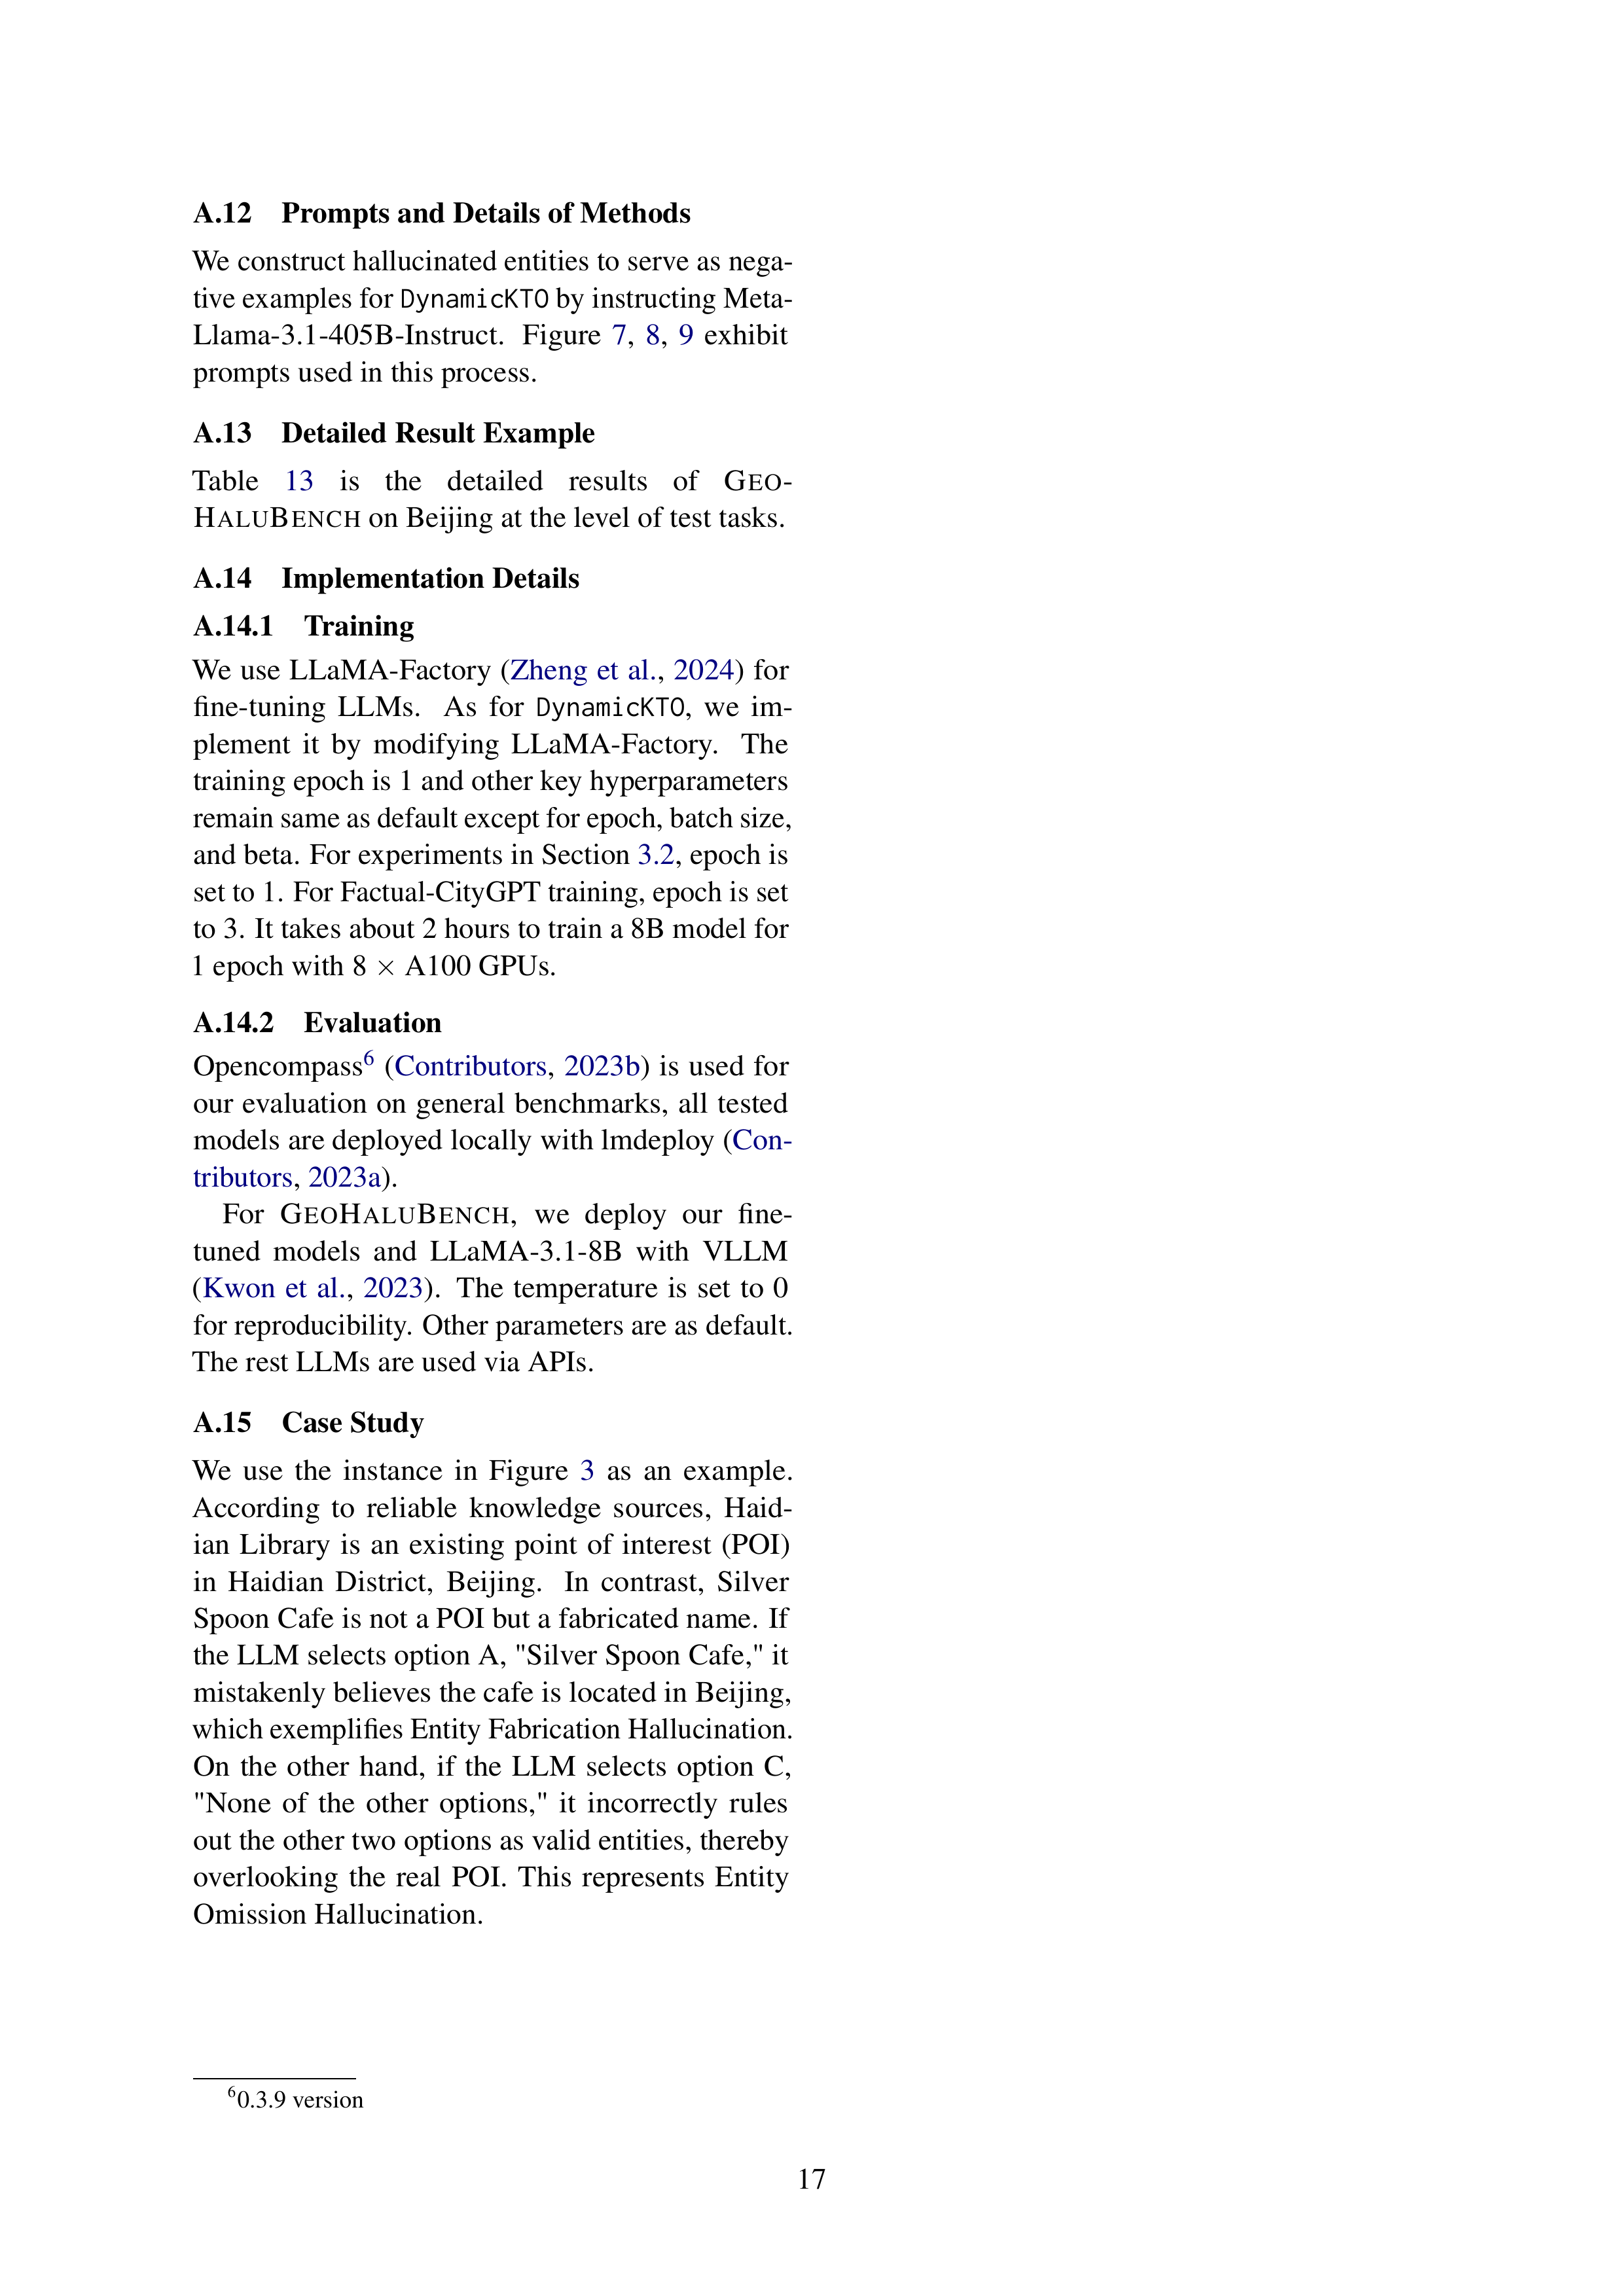 A.12 Prompts and Details of Methods
We construct hallucinated entities to serve as nega-
tive examples for DynamicKTO by instructing Meta-
Llama-3.1-405B-Instruct. Figure 7, 8, 9 exhibit
prompts used in this process.
A.13 Detailed Result Example
Table 13 is the detailed results of GEO-
HALUBENCH on Beijing at the level of test tasks.
A.14 Implementation Details
A.14.1 Training
We use LLaMA-Factory (Zheng et al., 2024) for
fine-tuning LLMs. As for DynamicKTO, we im-
plement it by modifying LLaMA-Factory. The
training epoch is 1 and other key hyperparameters
remain same as default except for epoch, batch size,
and beta. For experiments in Section 3.2, epoch is
set to 1. For Factual-CityGPT training, epoch is set
to 3. It takes about 2 hours to train a 8B model for
1 epoch with 8 × A100 GPUs.
A.14.2 Evaluation
Opencompass6 (Contributors, 2023b) is used for
our evaluation on general benchmarks, all tested
models are deployed locally with lmdeploy (Con-
tributors, 2023a).
For GEOHALUBENCH, we deploy our fine-
tuned models and LLaMA-3.1-8B with VLLM
(Kwon et al., 2023). The temperature is set to 0
for reproducibility. Other parameters are as default.
The rest LLMs are used via APIs.
A.15 Case Study
We use the instance in Figure 3 as an example.
According to reliable knowledge sources, Haid-
ian Library is an existing point of interest (POI)
in Haidian District, Beijing. In contrast, Silver
Spoon Cafe is not a POI but a fabricated name. If
the LLM selects option A, "Silver Spoon Cafe," it
mistakenly believes the cafe is located in Beijing,
which exemplifies Entity Fabrication Hallucination.
On the other hand, if the LLM selects option C,
"None of the other options," it incorrectly rules
out the other two options as valid entities, thereby
overlooking the real POI. This represents Entity
Omission Hallucination.
60.3.9 version
17